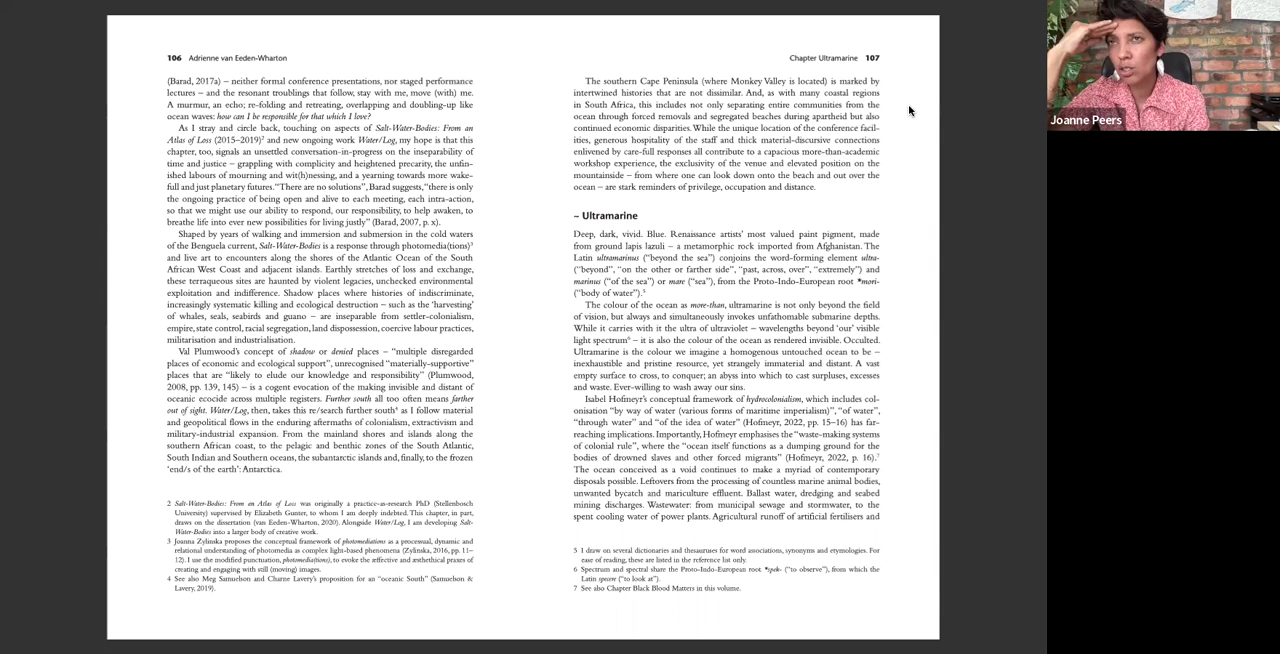 106 Adrienne van Eeden-Wharton
(Barad, 2017a) – neither formal conference presentations, nor staged performance
lectures – and the resonant troublings that follow, stay with me, move (with) me.
A murmur, an echo; re-folding and retreating, overlapping and doubling-up like
ocean waves: how can I be responsible for that which I love?
As I stray and circle back, touching on aspects of Salt-Water-Bodies: From an
Atlas of Loss (2015–2019)2 and new ongoing work Water/Log, my hope is that this
chapter, too, signals an unsettled conversation-in-progress on the inseparability of
time and justice – grappling with complicity and heightened precarity, the unfin-
ished labours of mourning and wit(h)nessing, and a yearning towards more wake-
full and just planetary futures. “There are no solutions”, Barad suggests, “there is only
the ongoing practice of being open and alive to each meeting, each intra-action,
so that we might use our ability to respond, our responsibility, to help awaken, to
breathe life into ever new possibilities for living justly” (Barad, 2007, p. x).
Shaped by years of walking and immersion and submersion in the cold waters
of the Benguela current, Salt-Water-Bodies is a response through photomedia(tions)3
and live art to encounters along the shores of the Atlantic Ocean of the South
African West Coast and adjacent islands. Earthly stretches of loss and exchange,
these terraqueous sites are haunted by violent legacies, unchecked environmental
exploitation and indifference. Shadow places where histories of indiscriminate,
increasingly systematic killing and ecological destruction – such as the ‘harvesting’
of whales, seals, seabirds and guano – are inseparable from settler-colonialism,
empire, state control, racial segregation, land dispossession, coercive labour practices,
militarisation and industrialisation.
Val Plumwood’s concept of shadow or denied places – “multiple disregarded
places of economic and ecological support”, unrecognised “materially-supportive”
places that are “likely to elude our knowledge and responsibility” (Plumwood,
2008, pp. 139, 145) – is a cogent evocation of the making invisible and distant of
oceanic ecocide across multiple registers. Further south all too often means farther
out of sight. Water/Log, then, takes this re/search further south4 as I follow material
and geopolitical flows in the enduring aftermaths of colonialism, extractivism and
military-industrial expansion. From the mainland shores and islands along the
southern African coast, to the pelagic and benthic zones of the South Atlantic,
South Indian and Southern oceans, the subantarctic islands and, finally, to the frozen
‘end/s of the earth’: Antarctica.
2 Salt-Water-Bodies: From an Atlas of Loss was originally a practice-as-research PhD (Stellenbosch
University) supervised by Elizabeth Gunter, to whom I am deeply indebted. This chapter, in part,
draws on the dissertation (van Eeden-Wharton, 2020). Alongside Water/Log, I am developing Salt-
Water-Bodies into a larger body of creative work.
3 Joanna Zylinska proposes the conceptual framework of photomediations as a processual, dynamic and
relational understanding of photomedia as complex light-based phenomena (Zylinska, 2016, pp. 11–
12). I use the modified punctuation, photomedia(tions), to evoke the æffective and æsthethical praxes of
creating and engaging with still (moving) images.
4 See also Meg Samuelson and Charne Lavery’s proposition for an “oceanic South” (Samuelson &
Lavery, 2019).
Chapter Ultramarine 107
The southern Cape Peninsula (where Monkey Valley is located) is marked by
intertwined histories that are not dissimilar. And, as with many coastal regions
in South Africa, this includes not only separating entire communities from the
ocean through forced removals and segregated beaches during apartheid but also
continued economic disparities. While the unique location of the conference facil-
ities, generous hospitality of the staff and thick material-discursive connections
enlivened by care-full responses all contribute to a capacious more-than-academic
workshop experience, the exclusivity of the venue and elevated position on the
mountainside – from where one can look down onto the beach and out over the
ocean – are stark reminders of privilege, occupation and distance.
~ Ultramarine
Deep, dark, vivid. Blue. Renaissance artists’ most valued paint pigment, made
from ground lapis lazuli – a metamorphic rock imported from Afghanistan. The
Latin ultramarinus (“beyond the sea”) conjoins the word-forming element ultra-
(“beyond”, “on the other or farther side”, “past, across, over”, “extremely”) and
marinus (“of the sea”) or mare (“sea”), from the Proto-Indo-European root *mori-
(“body of water”).5
The colour of the ocean as more-than, ultramarine is not only beyond the field
of vision, but always and simultaneously invokes unfathomable submarine depths.
While it carries with it the ultra of ultraviolet – wavelengths beyond ‘our’ visible
light spectrum6 – it is also the colour of the ocean as rendered invisible. Occulted.
Ultramarine is the colour we imagine a homogenous untouched ocean to be –
inexhaustible and pristine resource, yet strangely immaterial and distant. A vast
empty surface to cross, to conquer; an abyss into which to cast surpluses, excesses
and waste. Ever-willing to wash away our sins.
Isabel Hofmeyr’s conceptual framework of hydrocolonialism, which includes col-
onisation “by way of water (various forms of maritime imperialism)”, “of water”,
“through water” and “of the idea of water” (Hofmeyr, 2022, pp. 15–16) has far-
reaching implications. Importantly, Hofmeyr emphasises the “waste-making systems
of colonial rule”, where the “ocean itself functions as a dumping ground for the
bodies of drowned slaves and other forced migrants” (Hofmeyr, 2022, p. 16).7
The ocean conceived as a void continues to make a myriad of contemporary
disposals possible. Leftovers from the processing of countless marine animal bodies,
unwanted bycatch and mariculture effluent. Ballast water, dredging and seabed
mining discharges. Wastewater: from municipal sewage and stormwater, to the
spent cooling water of power plants. Agricultural runoff of artificial fertilisers and
5 I draw on several dictionaries and thesauruses for word associations, synonyms and etymologies. For
ease of reading, these are listed in the reference list only.
6 Spectrum and spectral share the Proto-Indo-European root *spek- (“to observe”), from which the
Latin specere (“to look at”).
7 See also Chapter Black Blood Matters in this volume.
Joanne Peers